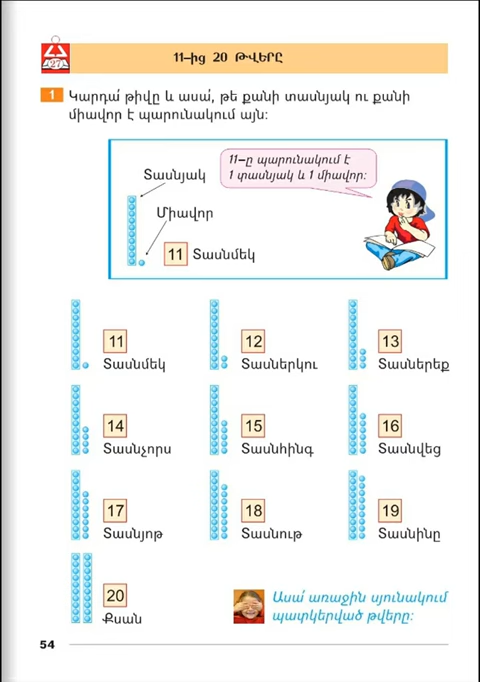 27
11–ից 20 ԹՎԵՐԸ
1 Կարդա՛ թիվը և ասա՛, թե քանի տասնյակ ու քանի
միավոր է պարունակում այն։
11–ը պարունակում է
1 տասնյակ և 1 միավոր։
Տասնյակ
Միավոր
11 Տասնմեկ
11
Տասնմեկ
12
Տասներկու
13
Տասներեք
14
Տասնչորս
15
Տասնհինգ
16
Տասնվեց
17
Տասնյոթ
18
Տասնութ
19
Տասնինը
20
Քսան
Ասա՛ առաջին սյունակում
պատկերված թվերը։
54